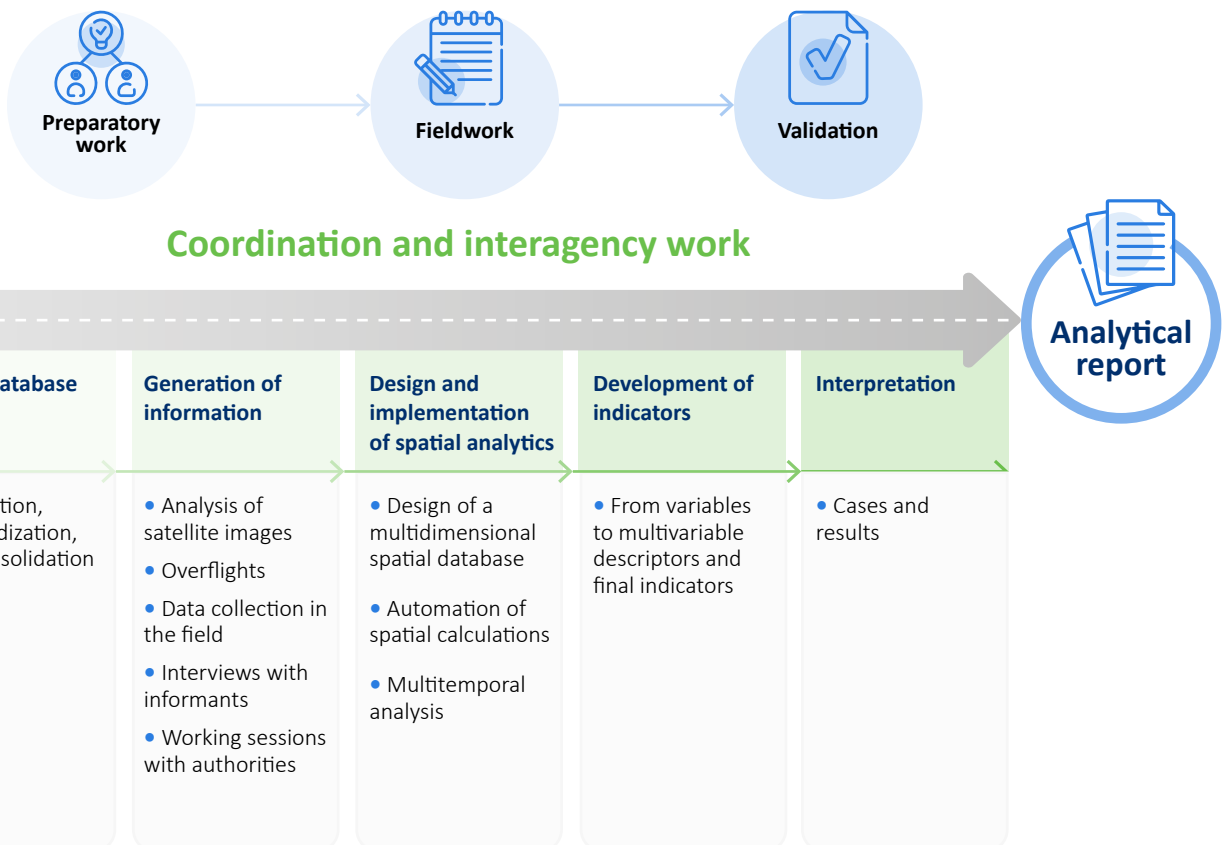 Preparatory
work
Fieldwork
Validation
Coordination and interagency work
Analytical
report
atabase
tion,
dization,
solidation
Generation of
information
• Analysis of
satellite images
• Overflights
• Data collection in
the field
• Interviews with
informants
• Working sessions
with authorities
Design and
implementation
of spatial analytics
• Design of a
multidimensional
spatial database
• Automation of
spatial calculations
• Multitemporal
analysis
Development of
indicators
• From variables
to multivariable
descriptors and
final indicators
Interpretation
• Cases and
results